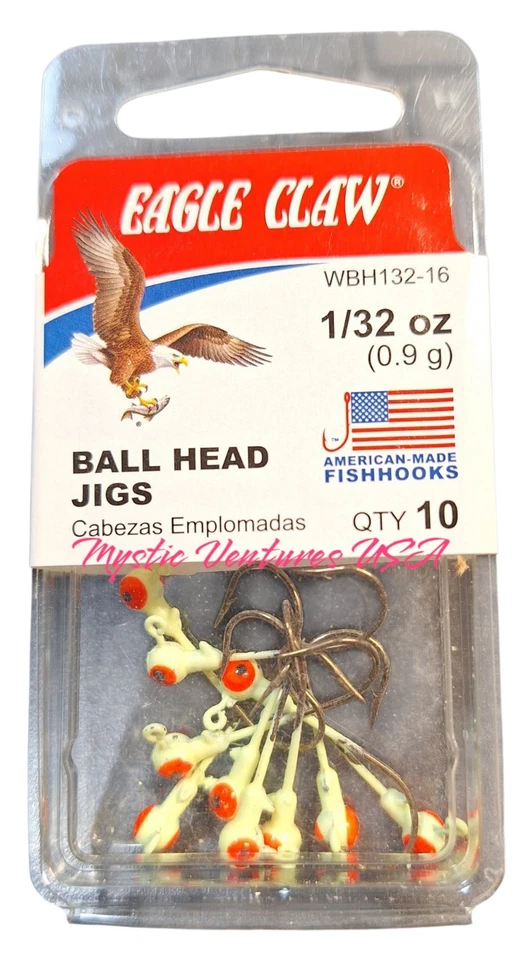 EAGLE CLAW®
WBH132-16
1/32 oz
(0.9 g)
®
™
AMERICAN-MADE
FISHHOOKS
BALL HEAD
JIGS
Cabezas Emplomadas
QTY 10
Mystic Ventures USA